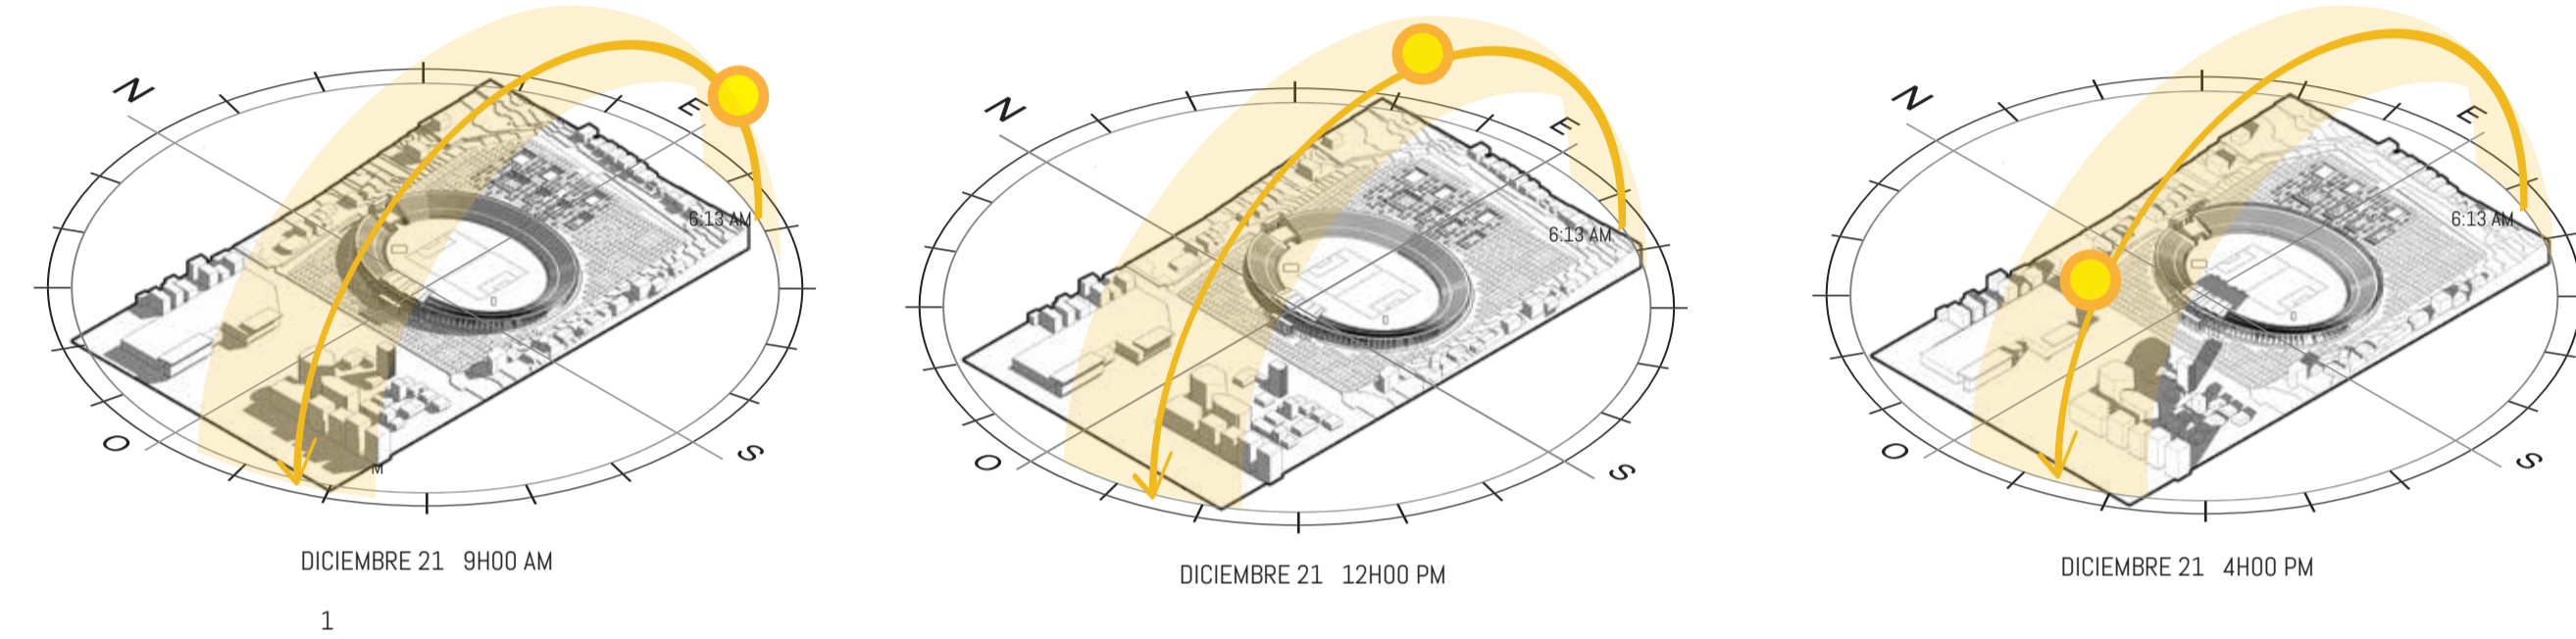 N
E
6:13 AM
O
S
M
DICIEMBRE 21 9H00 AM
1
N
E
6:13 AM
O
S
DICIEMBRE 21 12H00 PM
N
E
6:13 AM
O
S
DICIEMBRE 21 4H00 PM